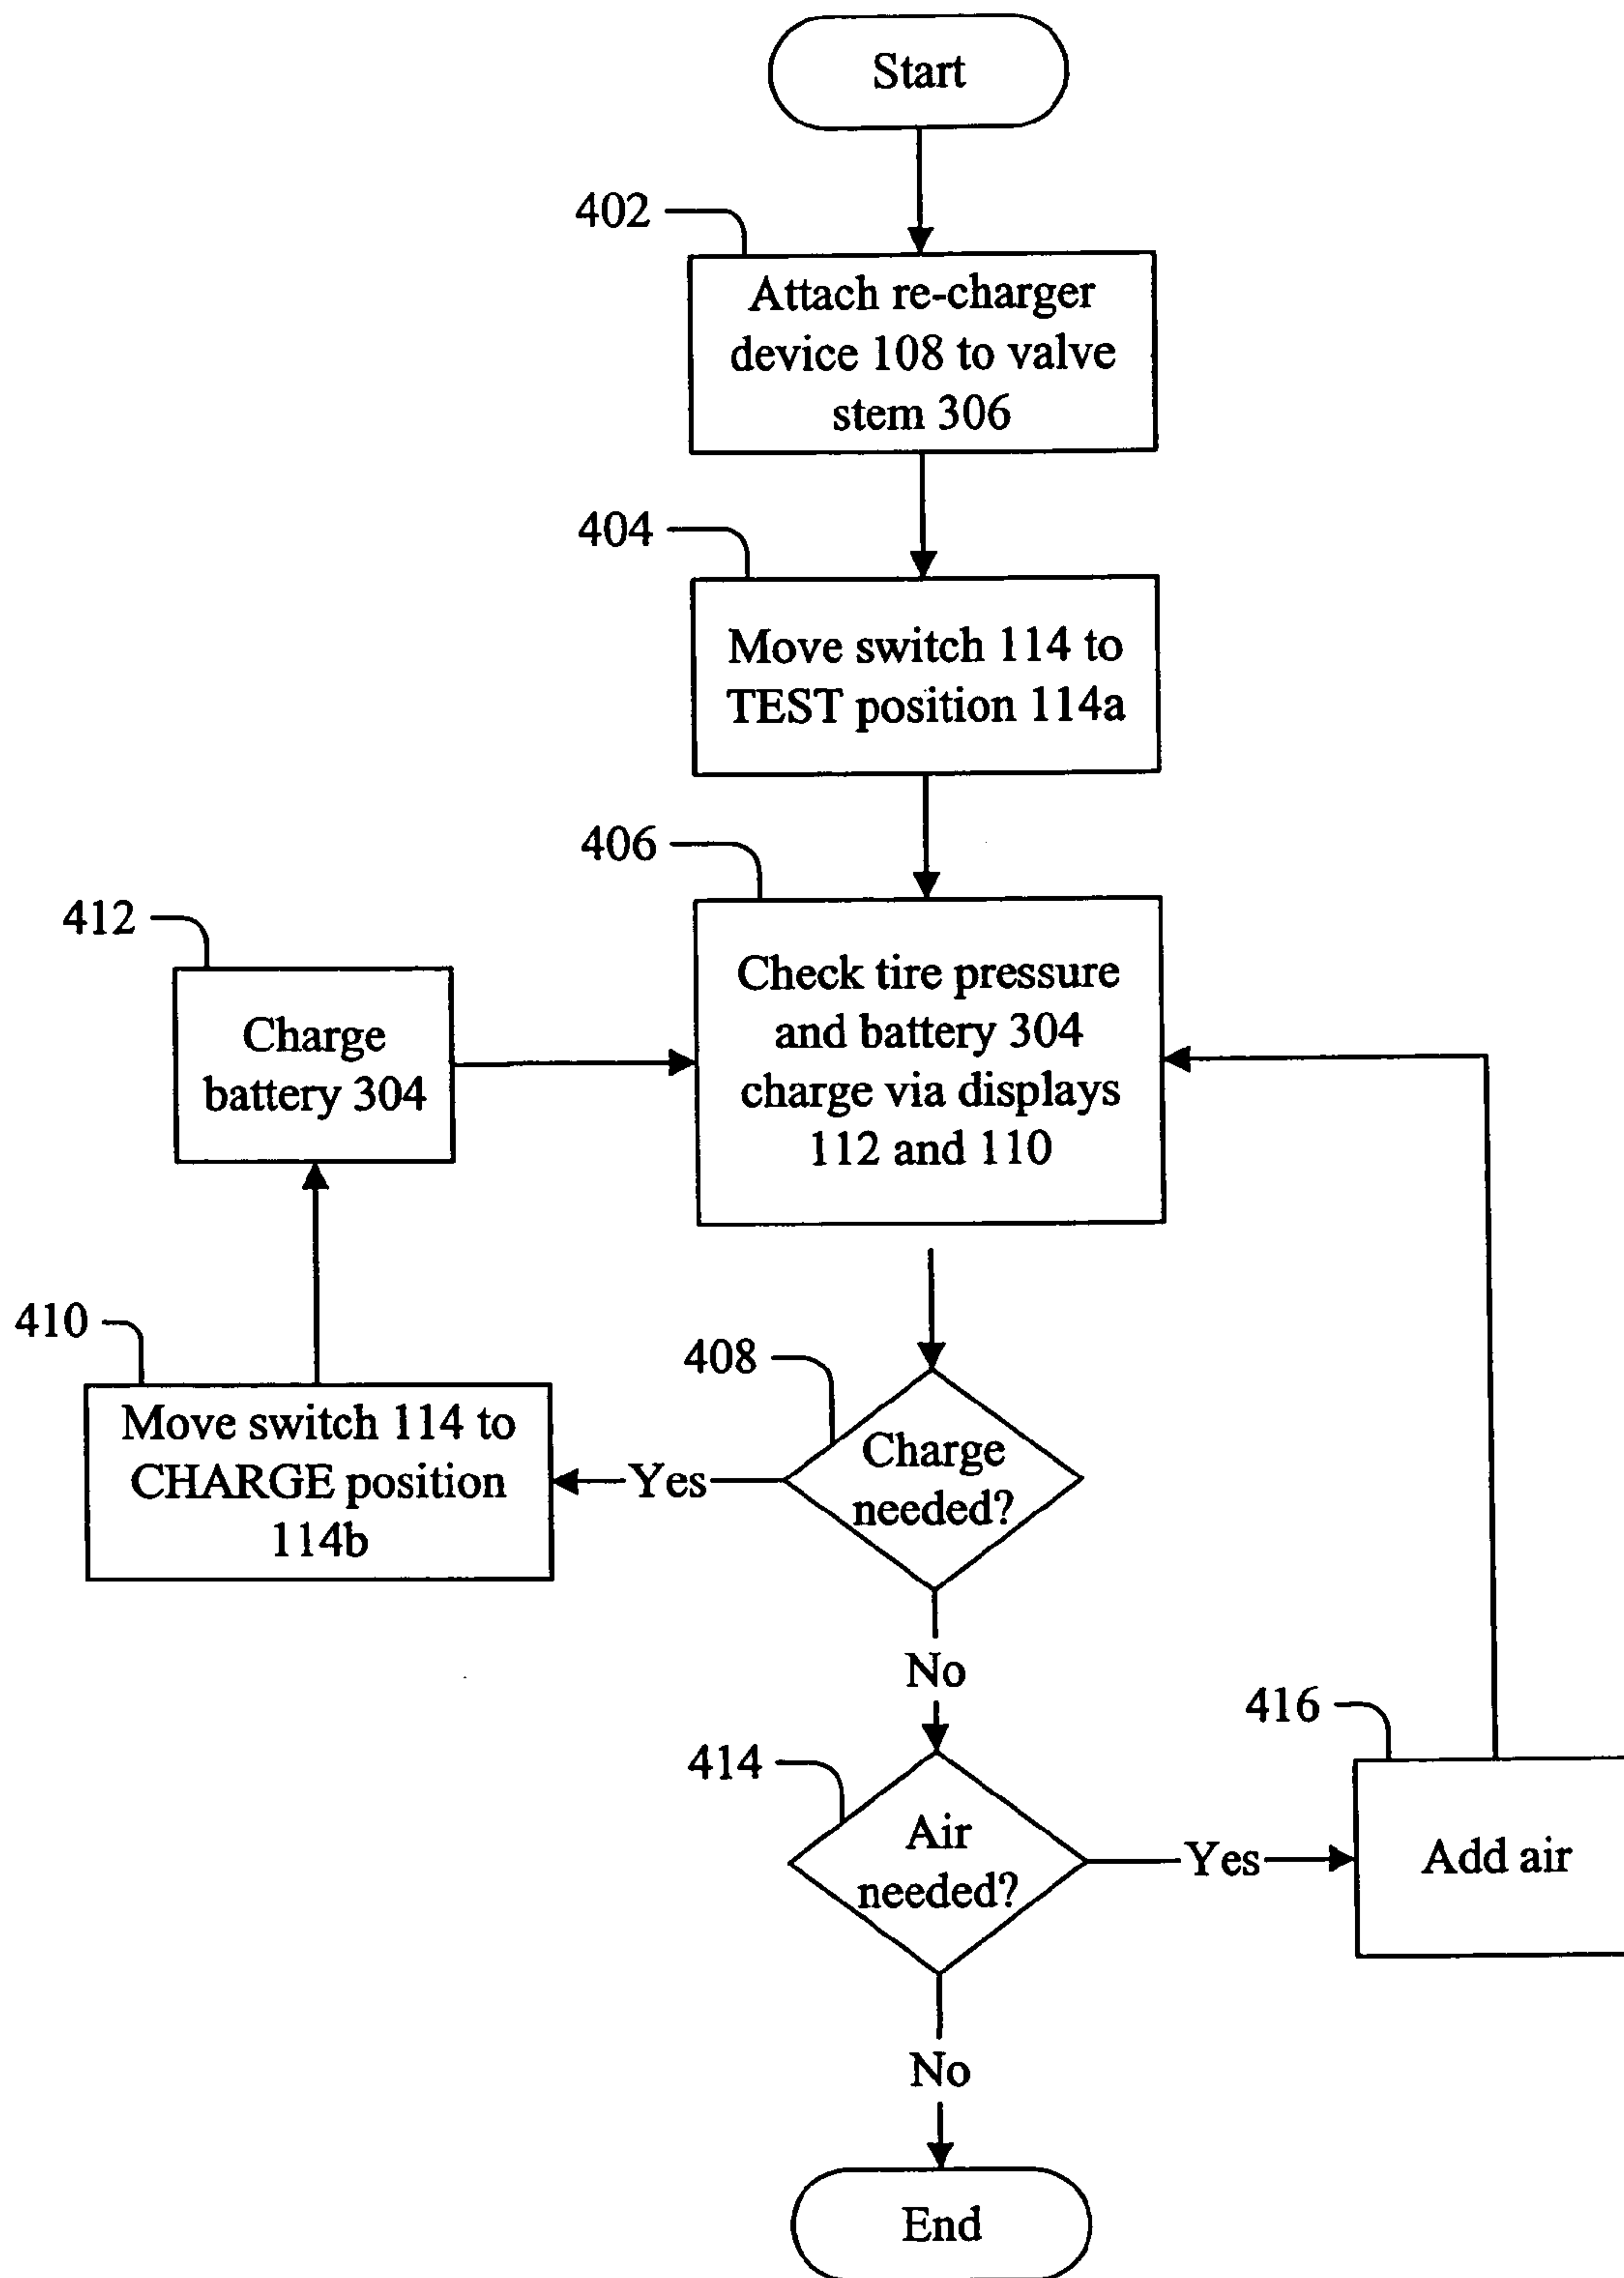 Start
402
Attach re-charger
device 108 to valve
stem 306
404
Move switch 114 to
TEST position 114a
406
Check tire pressure
and battery 304
charge via displays
112 and 110
412
Charge
battery 304
410
Move switch 114 to
CHARGE position
114b
408
Charge
needed?
Yes
No
414
Air
needed?
Yes
416
Add air
No
End